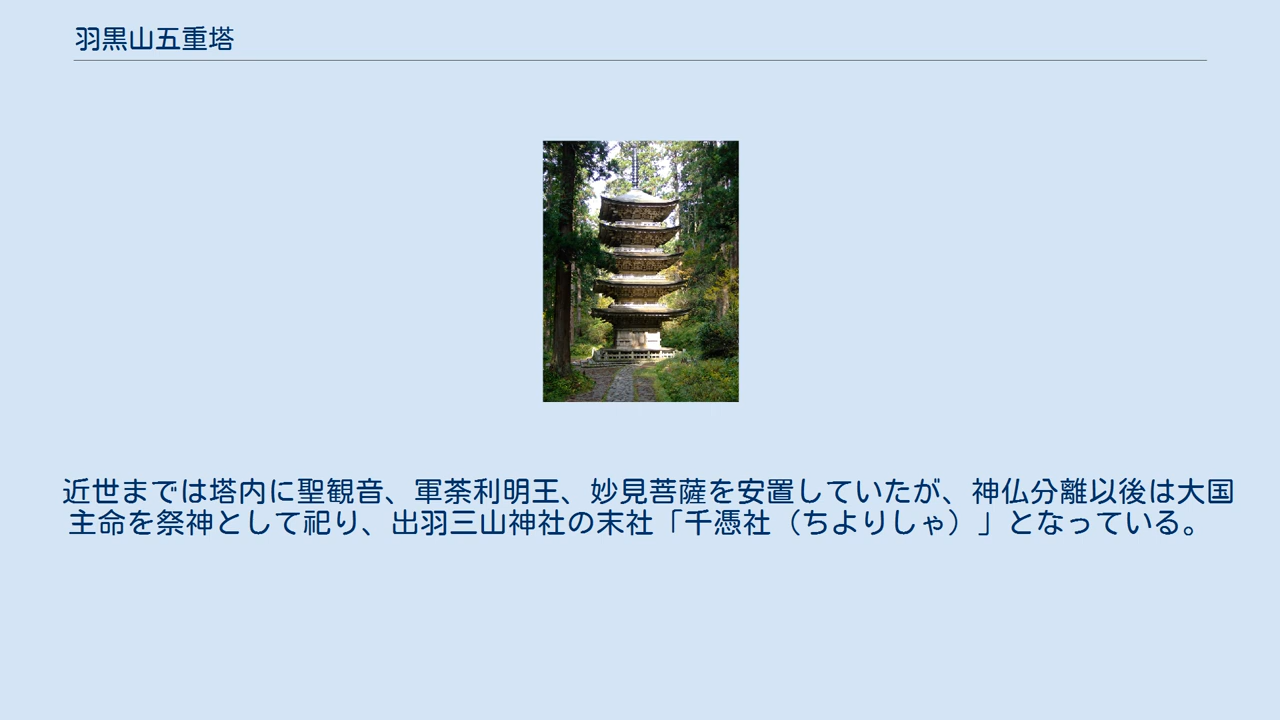 羽黒山五重塔
近世までは塔内に聖観音、軍荼利明王、妙見菩薩を安置していたが、神仏分離以後は大国
主命を祭神として祀り、出羽三山神社の末社「千憑社（ちよりしゃ）」となっている。